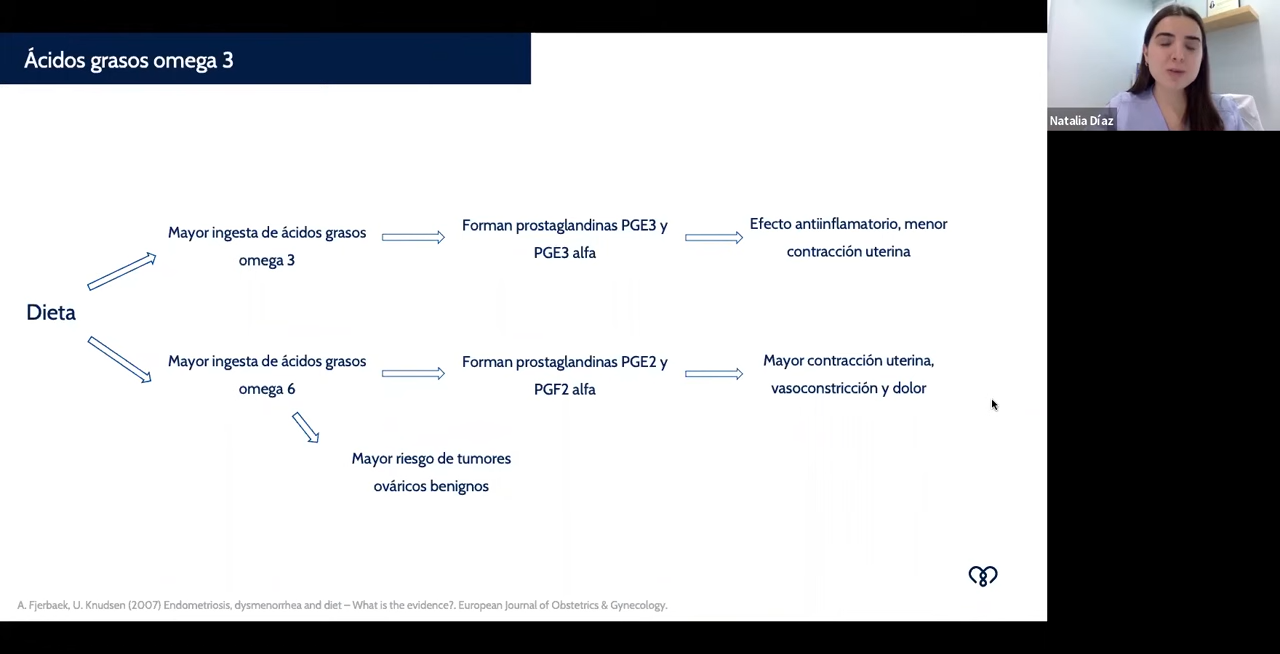 Ácidos grasos omega 3
Natalia Díaz
Mayor ingesta de ácidos grasos
omega 3
Forman prostaglandinas PGE3 y
PGE3 alfa
Efecto antiinflamatorio, menor
contracción uterina
Dieta
Mayor ingesta de ácidos grasos
omega 6
Forman prostaglandinas PGE2 y
PGF2 alfa
Mayor contracción uterina,
vasoconstricción y dolor
Mayor riesgo de tumores
ováricos benignos
A. Fjerbaek, U. Knudsen (2007) Endometriosis, dysmenorrhea and diet – What is the evidence?. European Journal of Obstetrics & Gynecology.